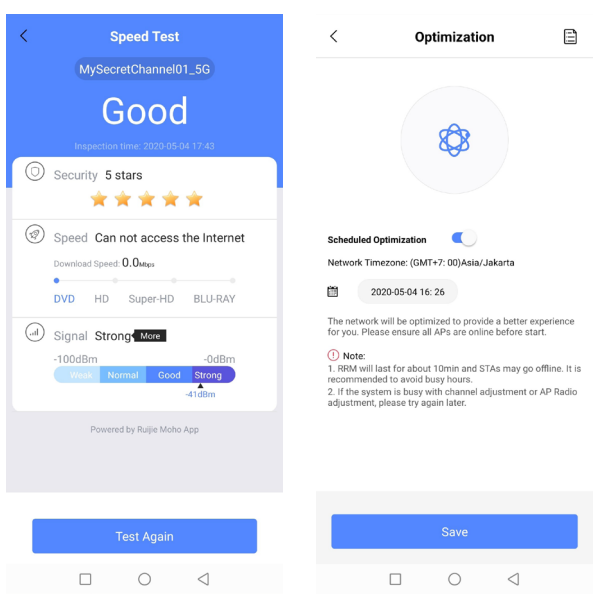 Speed Test
MySecretChannel01_5G
Good
Inspection time: 2020-05-04 17:43
Security 5 stars
Speed Can not access the Internet
Download Speed: 0.0Mbps
DVD HD Super-HD BLU-RAY
Signal Strong More
-100dBm -0dBm
Weak Normal Good Strong
-41dBm
Powered by Ruijie Moho App
Test Again
Optimization
Scheduled Optimization
Network Timezone: (GMT+7: 00)Asia/Jakarta
2020-05-04 16: 26
The network will be optimized to provide a better experience
for you. Please ensure all APs are online before start.
Note:
1. RRM will last for about 10min and STAs may go offline. It is
recommended to avoid busy hours.
2. If the system is busy with channel adjustment or AP Radio
adjustment, please try again later.
Save